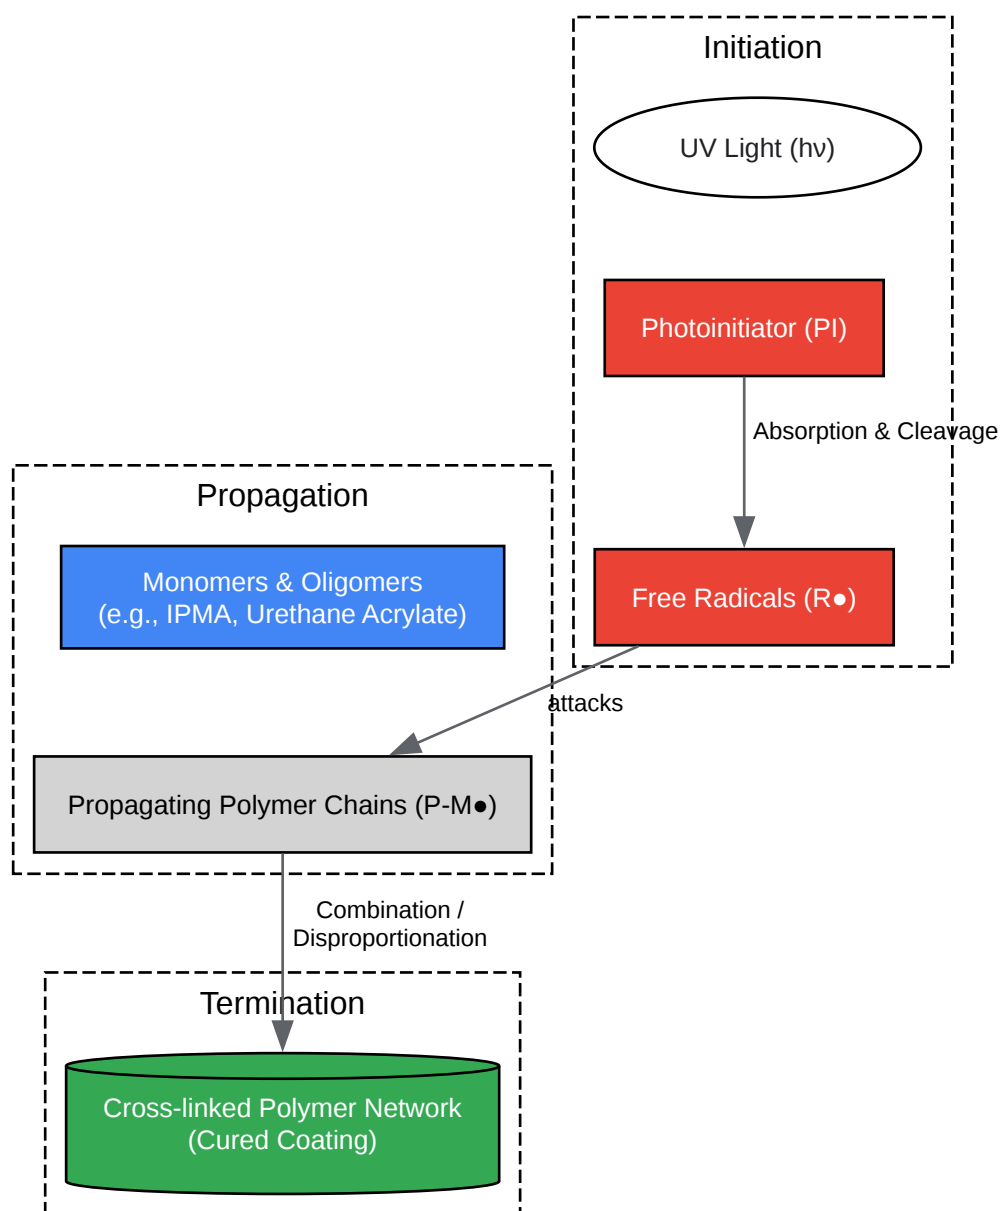 Initiation
UV Light (hν)
Photoinitiator (PI)
Absorption & Cleavage
Free Radicals (R●)
Propagation
Monomers & Oligomers
(e.g., IPMA, Urethane Acrylate)
attacks
Propagating Polymer Chains (P-M●)
Combination /
Disproportionation
Termination
Cross-linked Polymer Network
(Cured Coating)